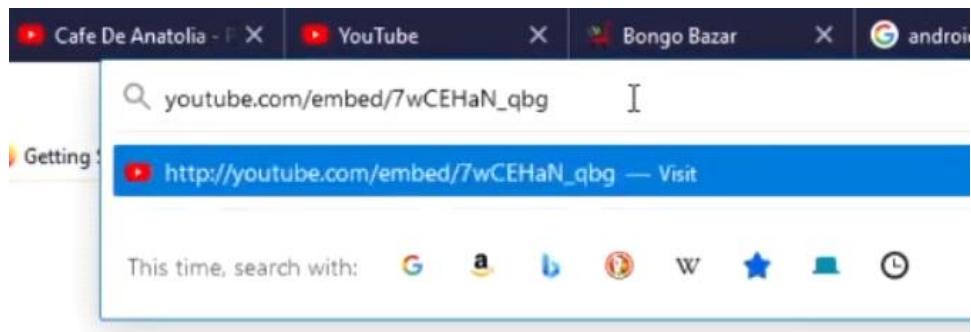 Cafe De Anatolia - YouTube Bongo Bazar androi
youtube.com/embed/7wCEHaN_qbg
Getting
http://youtube.com/embed/7wCEHaN_qbg — Visit
This time, search with: